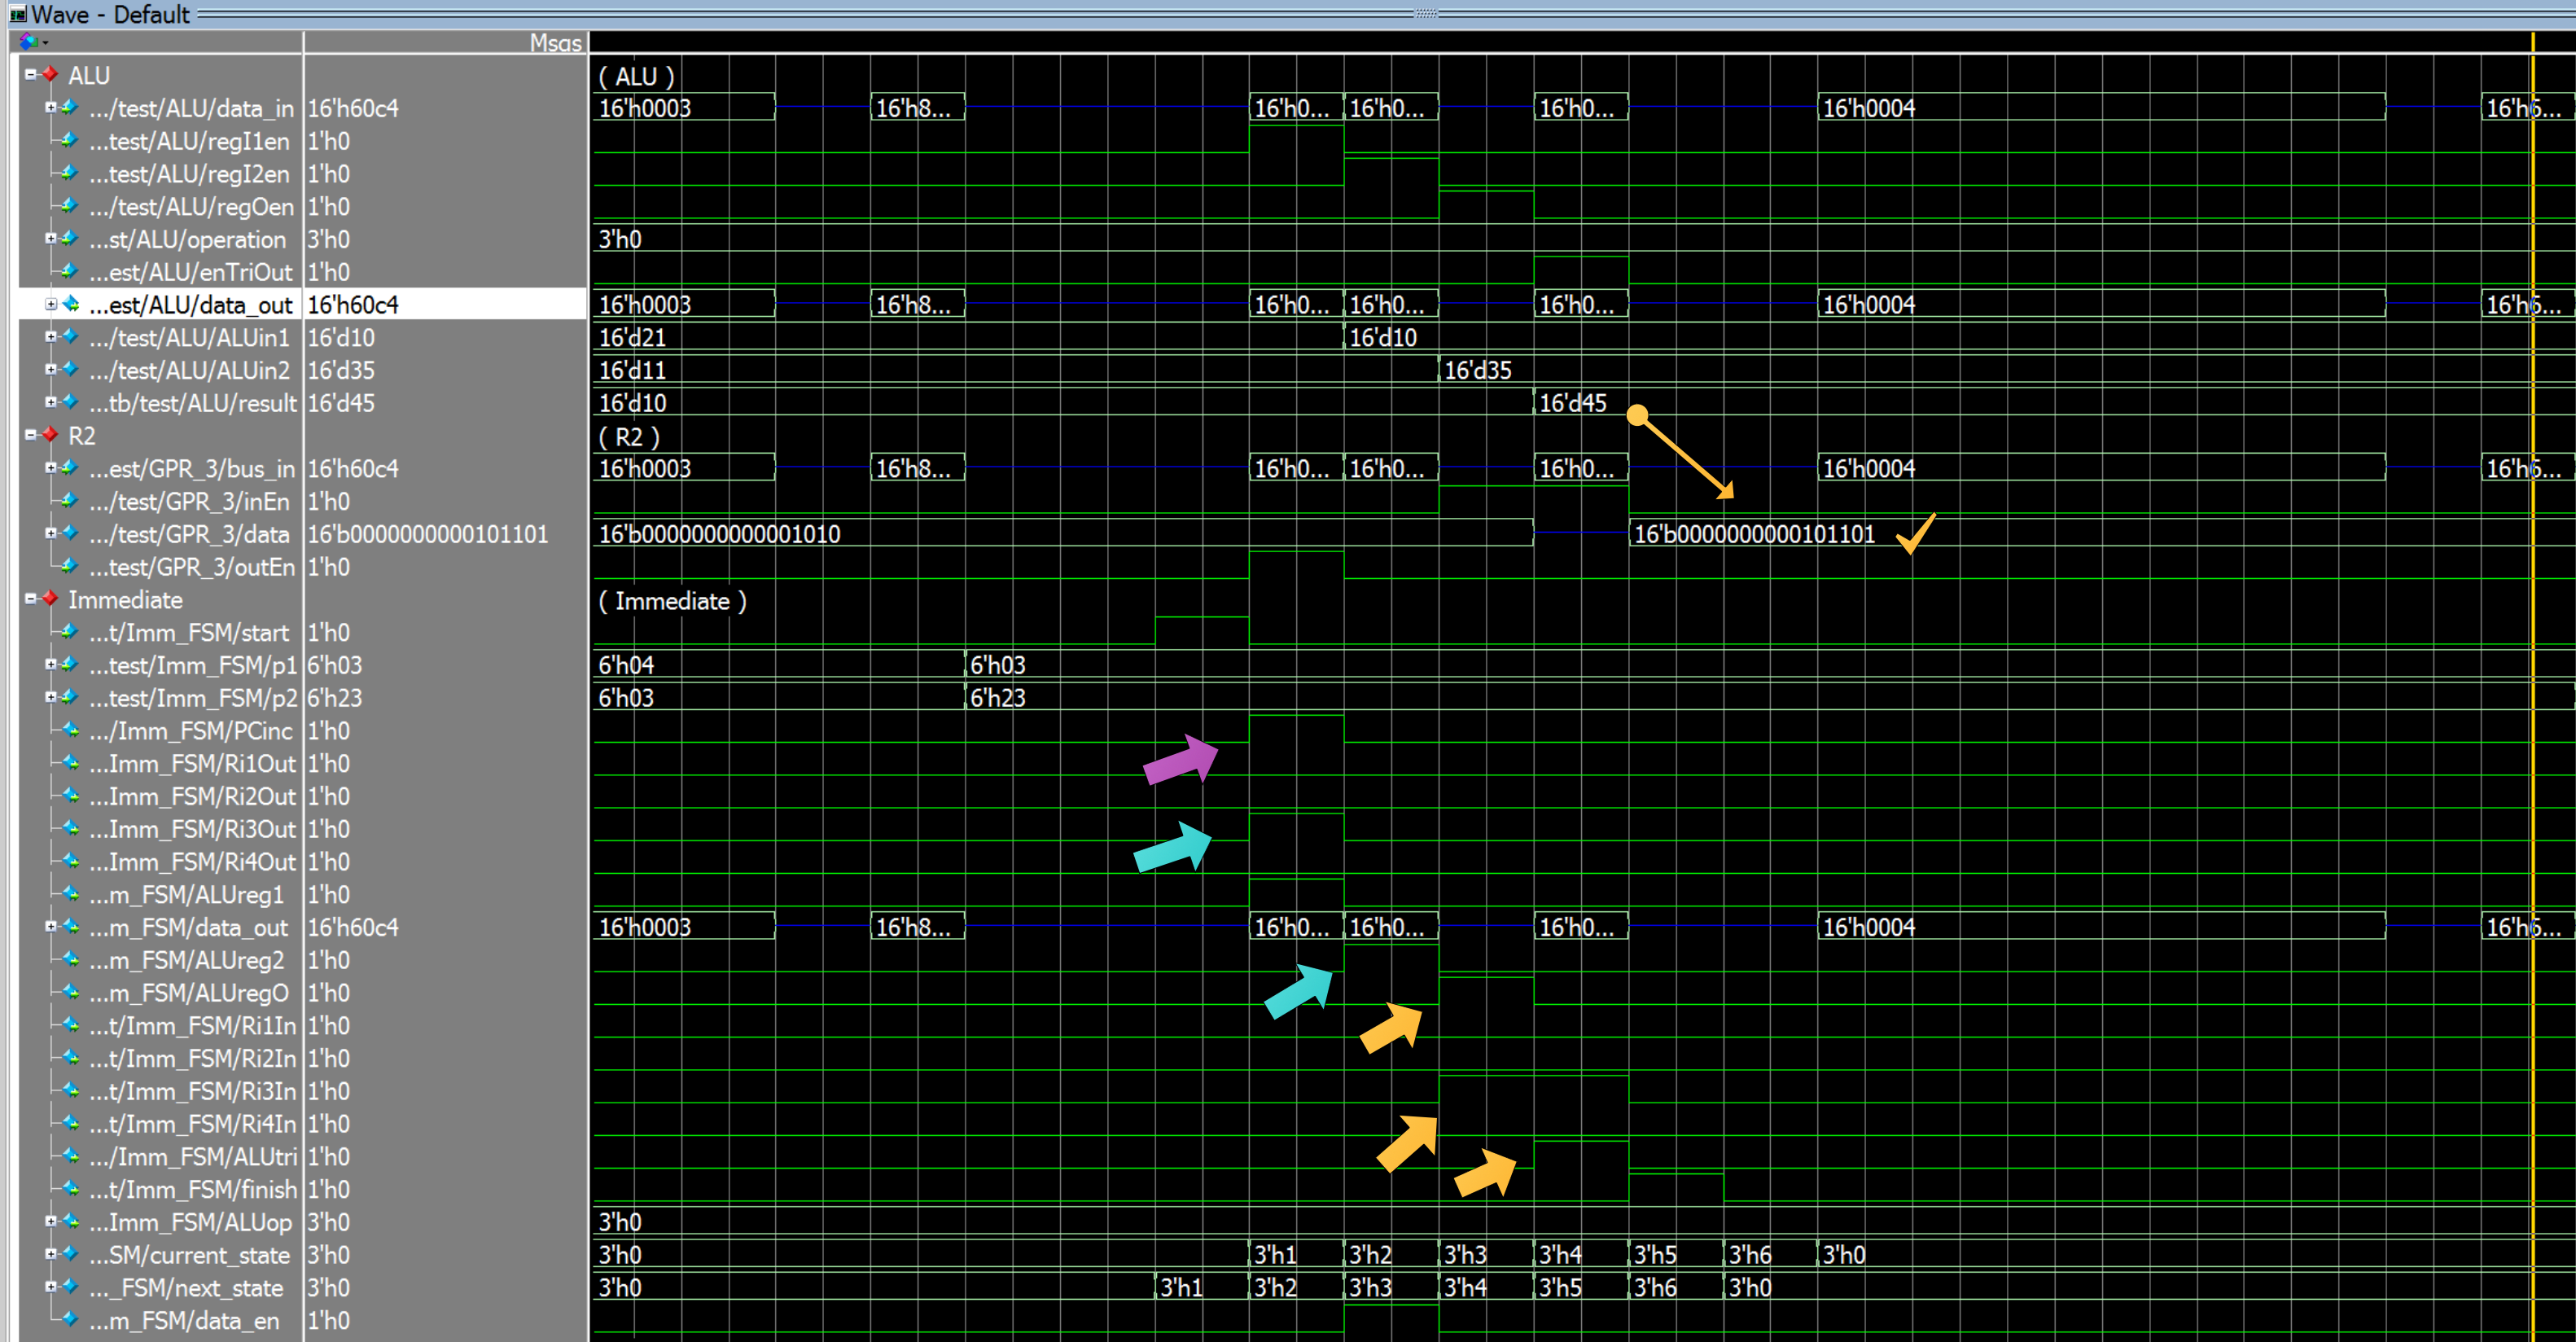 Wave - Default
Msgs
ALU ( ALU )
.../test/ALU/data_in 16'h60c4 16'h0003 16'h8... 16'h0... 16'h0... 16'h0... 16'h0004 16'h6...
...test/ALU/regI1en 1'h0
...test/ALU/regI2en 1'h0
.../test/ALU/regOen 1'h0
...st/ALU/operation 3'h0 3'h0
...est/ALU/enTriOut 1'h0
...est/ALU/data_out 16'h60c4 16'h0003 16'h8... 16'h0... 16'h0... 16'h0... 16'h0004 16'h6...
.../test/ALU/ALUin1 16'd10 16'd21 16'd10
.../test/ALU/ALUin2 16'd35 16'd11 16'd35
...tb/test/ALU/result 16'd45 16'd10 16'd45
R2 ( R2 )
...est/GPR_3/bus_in 16'h60c4 16'h0003 16'h8... 16'h0... 16'h0... 16'h0... 16'h0004 16'h6...
.../test/GPR_3/inEn 1'h0
.../test/GPR_3/data 16'b0000000000101101 16'b0000000000001010 16'b0000000000101101
...test/GPR_3/outEn 1'h0
Immediate ( Immediate )
...t/Imm_FSM/start 1'h0
...test/Imm_FSM/p1 6'h03 6'h04 6'h03
...test/Imm_FSM/p2 6'h23 6'h03 6'h23
.../Imm_FSM/PCinc 1'h0
...Imm_FSM/Ri1Out 1'h0
...Imm_FSM/Ri2Out 1'h0
...Imm_FSM/Ri3Out 1'h0
...Imm_FSM/Ri4Out 1'h0
...m_FSM/ALUreg1 1'h0
...m_FSM/data_out 16'h60c4 16'h0003 16'h8... 16'h0... 16'h0... 16'h0... 16'h0004 16'h6...
...m_FSM/ALUreg2 1'h0
...m_FSM/ALUregO 1'h0
...t/Imm_FSM/Ri1In 1'h0
...t/Imm_FSM/Ri2In 1'h0
...t/Imm_FSM/Ri3In 1'h0
...t/Imm_FSM/Ri4In 1'h0
.../Imm_FSM/ALUtri 1'h0
...t/Imm_FSM/finish 1'h0
...Imm_FSM/ALUop 3'h0 3'h0
...SM/current_state 3'h0 3'h0 3'h1 3'h2 3'h3 3'h4 3'h5 3'h6 3'h0
..._FSM/next_state 3'h0 3'h0 3'h1 3'h2 3'h3 3'h4 3'h5 3'h6 3'h0
...m_FSM/data_en 1'h0